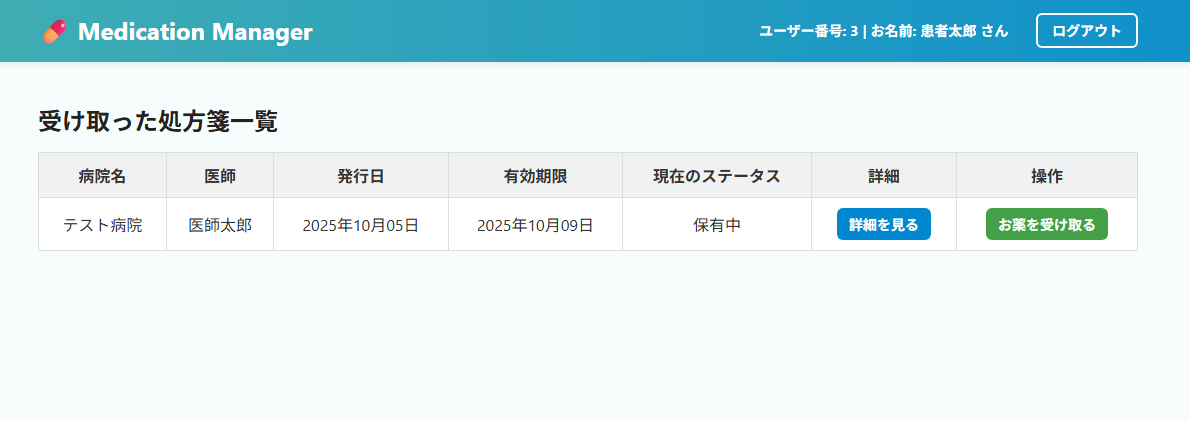 Medication Manager
ユーザー番号: 3 | お名前: 患者太郎 さん
ログアウト
受け取った処方箋一覧
病院名 医師 発行日 有効期限 現在のステータス 詳細 操作
テスト病院 医師太郎 2025年10月05日 2025年10月09日 保有中 詳細を見る お薬を受け取る